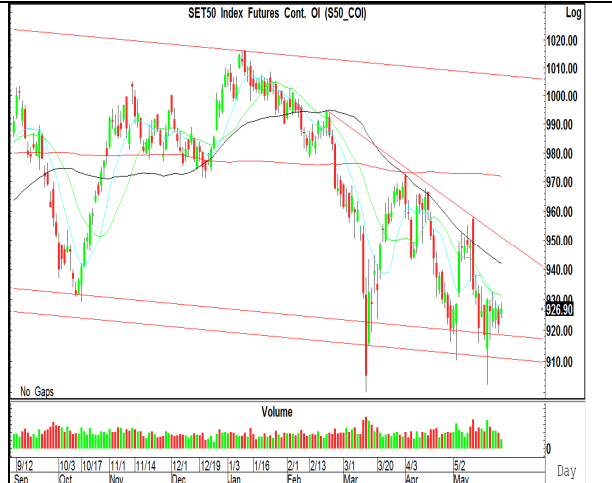 SET50 Index Futures Cont. OI (S50_COI)
Log
1020.00
1010.00
1000.00
990.00
980.00
970.00
960.00
950.00
940.00
926.90
920.00
910.00
No Gaps
Volume
0
9/12 10/3 10/17 11/1 11/14 12/1 12/19 1/3 1/16 2/1 2/13 3/1 3/20 4/3 5/2
Sep Oct Nov Dec Jan Feb Mar Apr May
Day